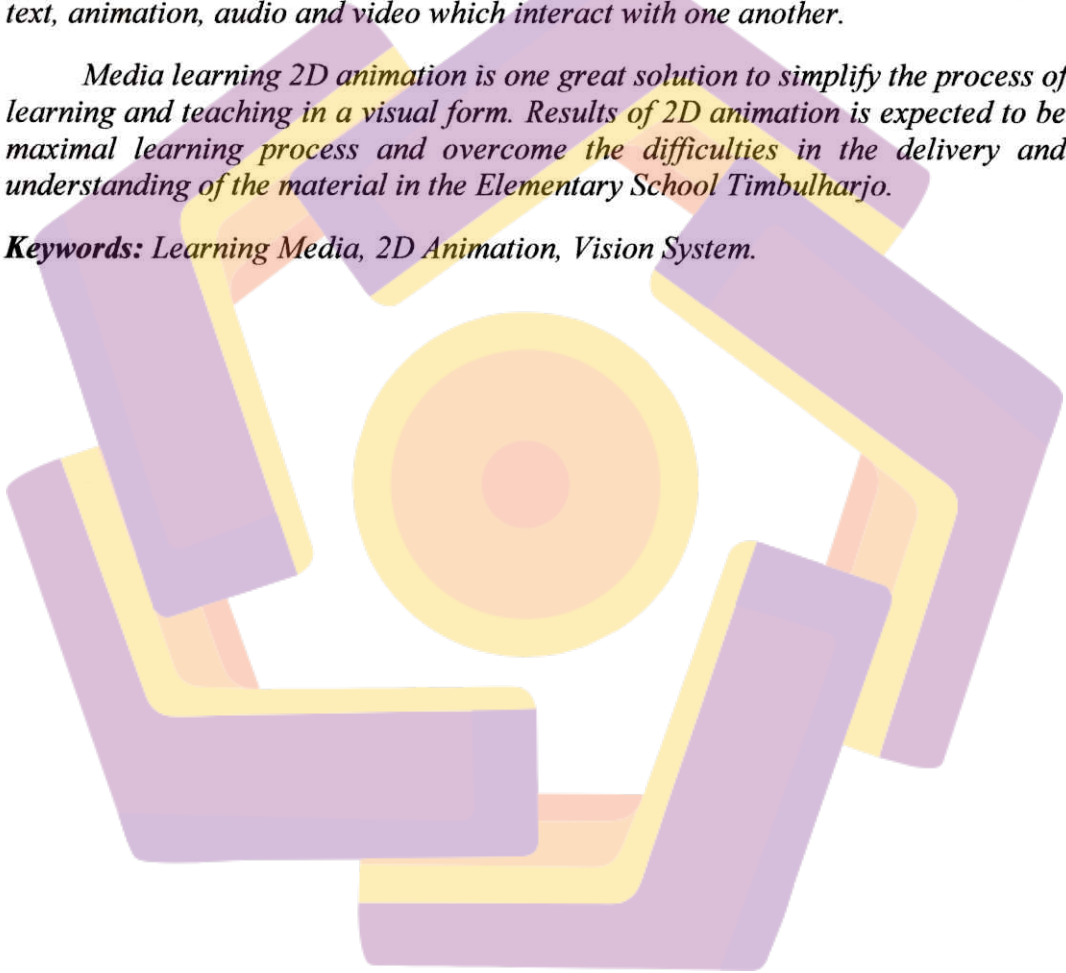 text, animation, audio and video which interact with one another.
Media learning 2D animation is one great solution to simplify the process of
learning and teaching in a visual form. Results of 2D animation is expected to be
maximal learning process and overcome the difficulties in the delivery and
understanding of the material in the Elementary School Timbulharjo.
Keywords: Learning Media, 2D Animation, Vision System.